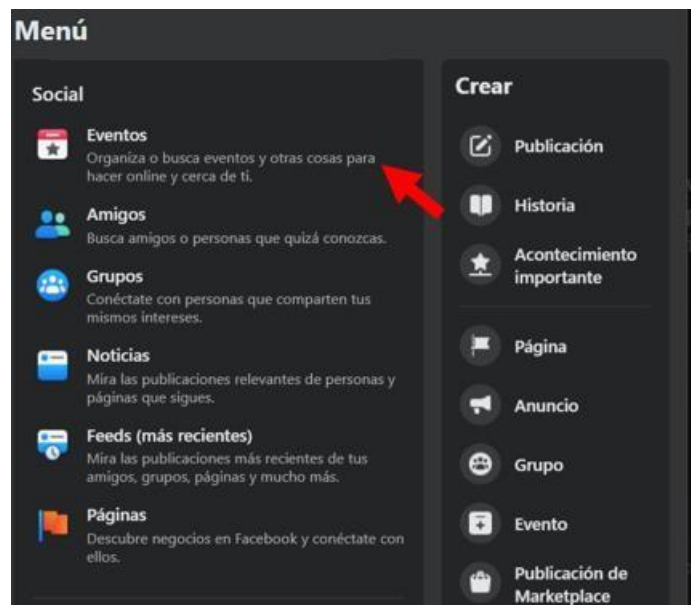 Menú
Social
Eventos
Organiza o busca eventos y otras cosas para
hacer online y cerca de ti.
Amigos
Busca amigos o personas que quizá conozcas.
Grupos
Conéctate con personas que comparten tus
mismos intereses.
Noticias
Mira las publicaciones relevantes de personas y
páginas que sigues.
Feeds (más recientes)
Mira las publicaciones más recientes de tus
amigos, grupos, páginas y mucho más.
Páginas
Descubre negocios en Facebook y conéctate con
ellos.
Crear
Publicación
Historia
Acontecimiento
importante
Página
Anuncio
Grupo
Evento
Publicación de
Marketplace